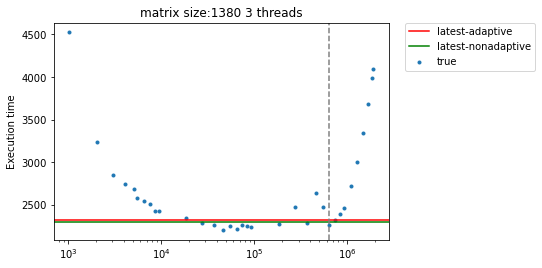 matrix size:1380 3 threads
latest-adaptive
latest-nonadaptive
true
Execution time
4500
4000
3500
3000
2500
10³
10⁴
10⁵
10⁶